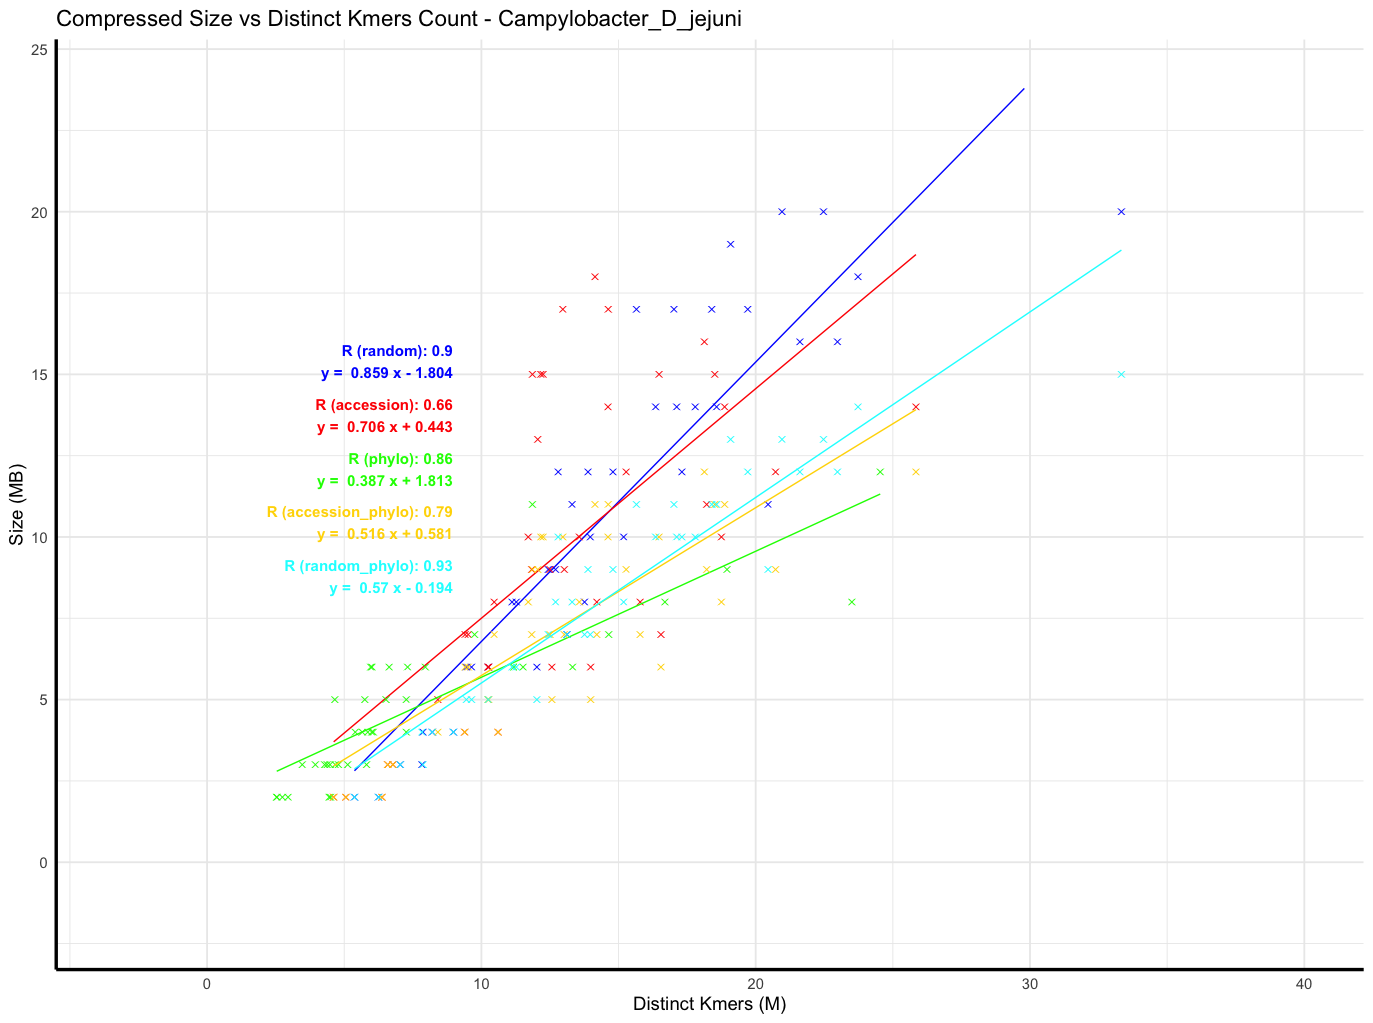 Compressed Size vs Distinct Kmers Count - Campylobacter_D_jejuni
25
20
15
10
5
0
Size (MB)
R (random): 0.9
y = 0.859 x - 1.804
R (accession): 0.66
y = 0.706 x + 0.443
R (phylo): 0.86
y = 0.387 x + 1.813
R (accession_phylo): 0.79
y = 0.516 x + 0.581
R (random_phylo): 0.93
y = 0.57 x - 0.194
0 10 20 30 40
Distinct Kmers (M)